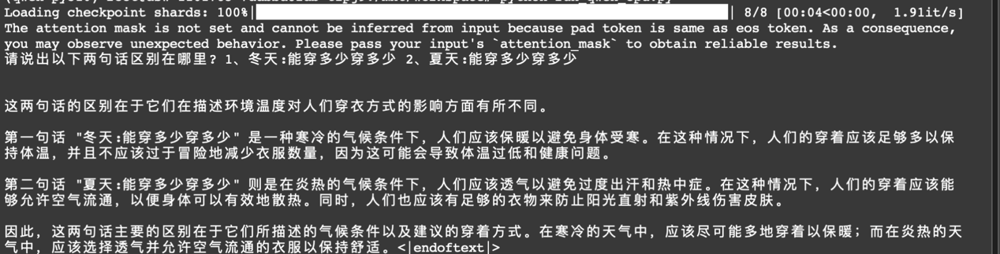 Loading checkpoint shards: 100%| | 8/8 [00:04<00:00, 1.91it/s]
The attention mask is not set and cannot be inferred from input because pad token is same as eos token. As a consequence,
you may observe unexpected behavior. Please pass your input's `attention_mask` to obtain reliable results.
请说出以下两句话区别在哪里? 1、冬天:能穿多少穿多少 2、夏天:能穿多少穿多少
这两句话的区别在于它们在描述环境温度对人们穿衣方式的影响方面有所不同。
第一句话 "冬天:能穿多少穿多少" 是一种寒冷的气候条件下, 人们应该保暖以避免身体受寒。在这种情况下, 人们的穿着应该足够多以保
持体温, 并且不应该过于冒险地减少衣服数量, 因为这可能会导致体温过低和健康问题。
第二句话 "夏天:能穿多少穿多少" 则是在炎热的气候条件下, 人们应该透气以避免过度出汗和热中症。在这种情况下, 人们的穿着应该能
够允许空气流通, 以便身体可以有效地散热。同时, 人们也应该有足够的衣物来防止阳光直射和紫外线伤害皮肤。
因此, 这两句话主要的区别在于它们所描述的气候条件以及建议的穿着方式。在寒冷的天气中, 应该尽可能多地穿着以保暖; 而在炎热的天
气中, 应该选择透气并允许空气流通的衣服以保持舒适。<|endoftext|>